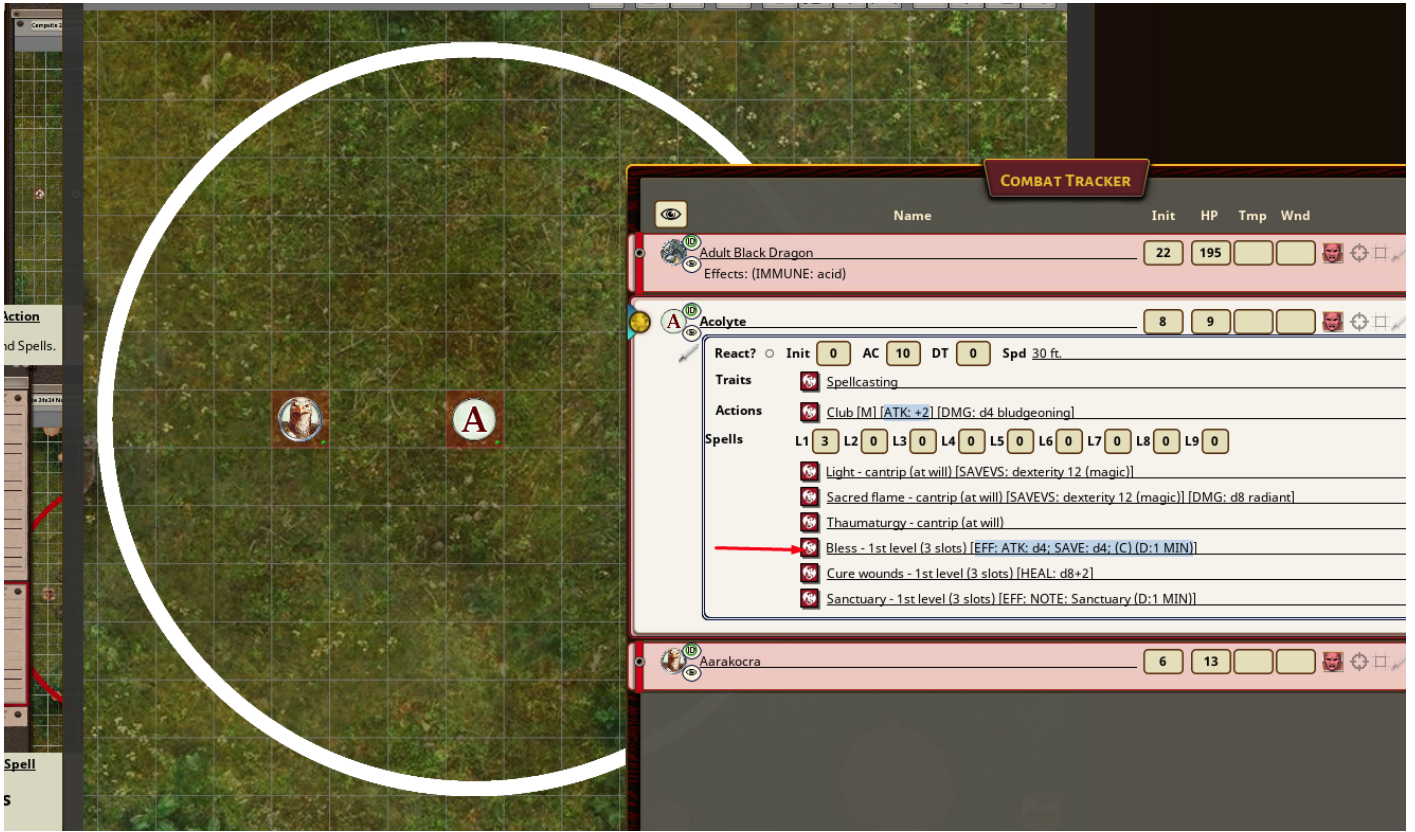 Campsite 2
Action
nd Spells.
Spell
s
A
COMBAT TRACKER
Name Init HP Tmp Wnd
ID Adult Black Dragon 22 195
Effects: (IMMUNE: acid)
A ID Acolyte 8 9
React? Init 0 AC 10 DT 0 Spd 30 ft.
Traits Spellcasting
Actions Club [M] [ATK: +2] [DMG: d4 bludgeoning]
Spells L1 3 L2 0 L3 0 L4 0 L5 0 L6 0 L7 0 L8 0 L9 0
Light - cantrip (at will) [SAVEVS: dexterity 12 (magic)]
Sacred flame - cantrip (at will) [SAVEVS: dexterity 12 (magic)] [DMG: d8 radiant]
Thaumaturgy - cantrip (at will)
Bless - 1st level (3 slots) [EFF: ATK: d4; SAVE: d4; (C) (D:1 MIN)]
Cure wounds - 1st level (3 slots) [HEAL: d8+2]
Sanctuary - 1st level (3 slots) [EFF: NOTE: Sanctuary (D:1 MIN)]
ID Aarakocra 6 13